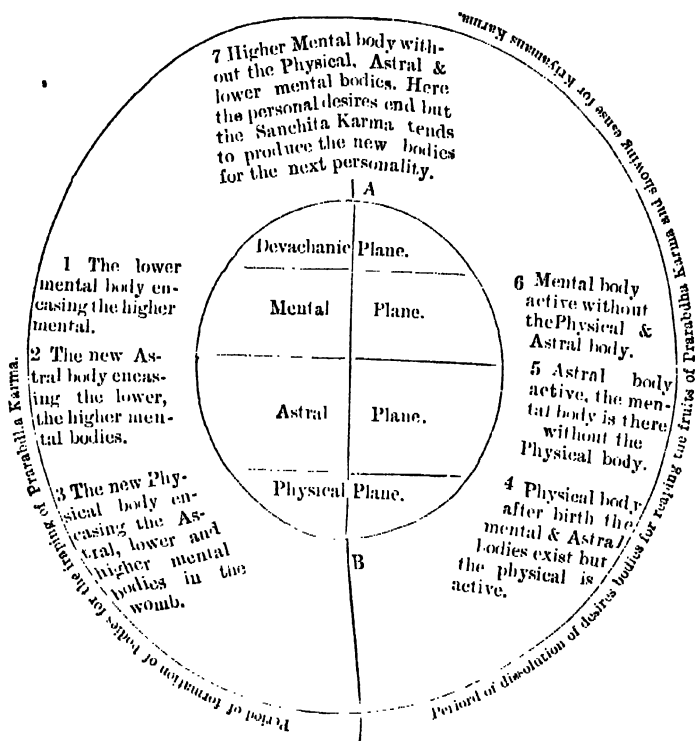 7 Higher Mental body with-
out the Physical, Astral &
lower mental bodies. Here
the personal desires end but
the Sanchita Karma tends
to produce the new bodies
for the next personality.
A
Devachanic Plane.
Mental Plane.
Astral Plane.
Physical Plane.
B
1 The lower
mental body en-
casing the higher
mental.
2 The new As-
tral body encas-
ing the lower,
the higher men-
tal bodies.
3 The new Phy-
sical body en-
casing the As-
tral, lower and
higher mental
bodies in the
womb.
4 Physical body
after birth the
mental & Astral
bodies exist but
the physical is
active.
5 Astral body
active, the men-
tal body is there
without the
Physical body.
6 Mental body
active without
the Physical &
Astral body.
Period of formation of bodies for the traping of Prarabdha Karma.
Periord of dissolution of desires bodies for reaping the fruits of Prarabdha Karma and showing cause for Kriyamana Karma.